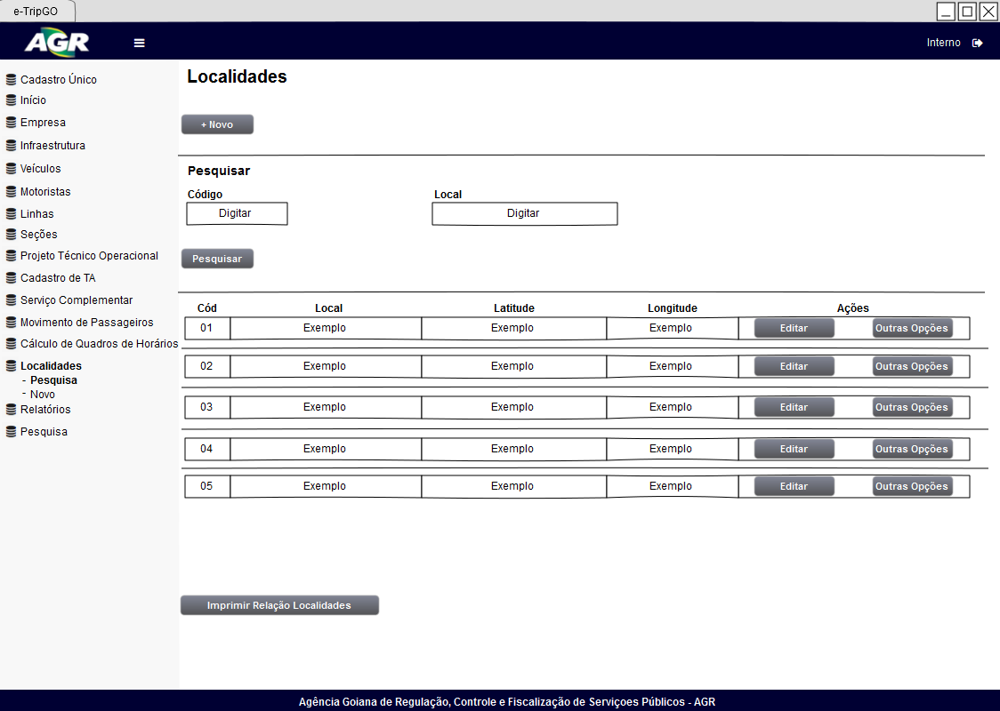 e-TripGO
AGR
Interno
Cadastro Único
Início
Empresa
Infraestrutura
Veículos
Motoristas
Linhas
Seções
Projeto Técnico Operacional
Cadastro de TA
Serviço Complementar
Movimento de Passageiros
Cálculo de Quadros de Horários
Localidades
- Pesquisa
- Novo
Relatórios
Pesquisa
Localidades
+ Novo
Pesquisar
Código Local
Digitar Digitar
Pesquisar
Cód Local Latitude Longitude Ações
01 Exemplo Exemplo Exemplo Editar Outras Opções
02 Exemplo Exemplo Exemplo Editar Outras Opções
03 Exemplo Exemplo Exemplo Editar Outras Opções
04 Exemplo Exemplo Exemplo Editar Outras Opções
05 Exemplo Exemplo Exemplo Editar Outras Opções
Imprimir Relação Localidades
Agência Goiana de Regulação, Controle e Fiscalização de Serviçoes Públicos - AGR